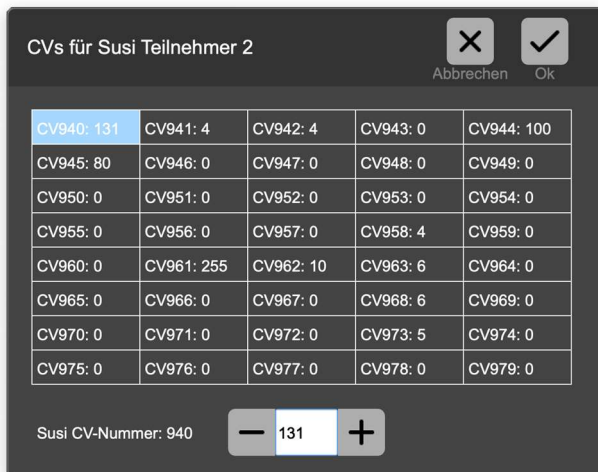 CVs für Susi Teilnehmer 2
Abbrechen Ok
CV940: 131 CV941: 4 CV942: 4 CV943: 0 CV944: 100
CV945: 80 CV946: 0 CV947: 0 CV948: 0 CV949: 0
CV950: 0 CV951: 0 CV952: 0 CV953: 0 CV954: 0
CV955: 0 CV956: 0 CV957: 0 CV958: 4 CV959: 0
CV960: 0 CV961: 255 CV962: 10 CV963: 6 CV964: 0
CV965: 0 CV966: 0 CV967: 0 CV968: 6 CV969: 0
CV970: 0 CV971: 0 CV972: 0 CV973: 5 CV974: 0
CV975: 0 CV976: 0 CV977: 0 CV978: 0 CV979: 0
Susi CV-Nummer: 940 131